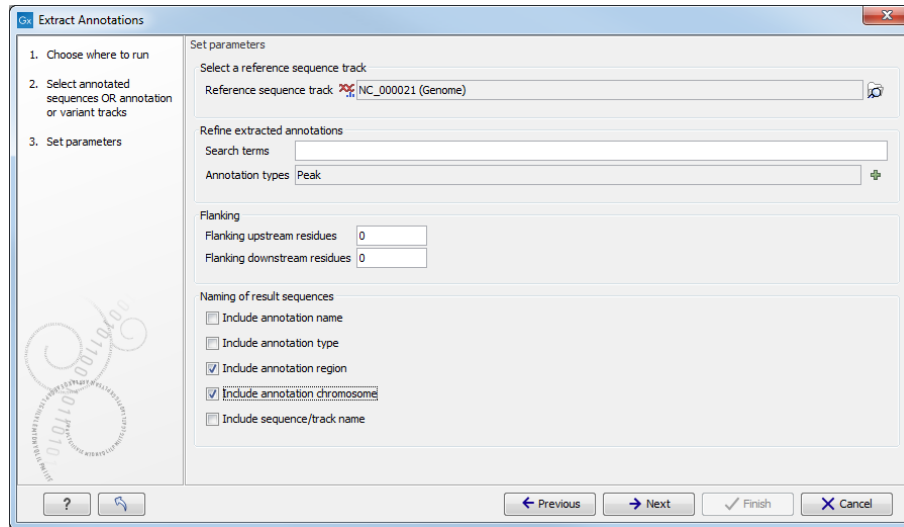 Gx Extract Annotations
X
1. Choose where to run
2. Select annotated
sequences OR annotation
or variant tracks
3. Set parameters
Set parameters
Select a reference sequence track
Reference sequence track NC_000021 (Genome)
Refine extracted annotations
Search terms
Annotation types Peak
Flanking
Flanking upstream residues 0
Flanking downstream residues 0
Naming of result sequences
Include annotation name
Include annotation type
Include annotation region
Include annotation chromosome
Include sequence/track name
? Previous Next Finish Cancel